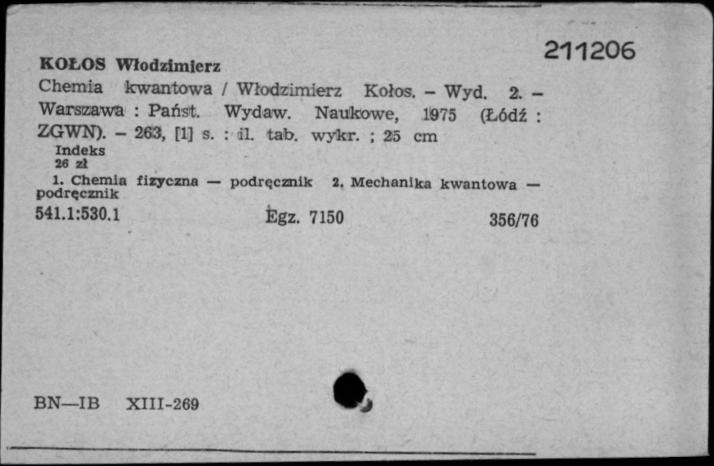 211206
KOŁOS Włodzimierz
Chemia kwantowa / Włodzimierz Kołos. — Wyd. 2. —
Warszawa : Państ. Wydaw. Naukowe, 1975 (Łódź :
ZGWN). — 263, [1] s. : il. tab. wykr. ; 25 cm
Indeks
26 zł
1. Chemia fizyczna — podręcznik 2. Mechanika kwantowa —
podręcznik
541.1:530.1 Egz. 7150 356/76
BN—IB XIII-269